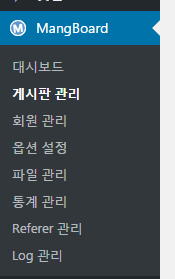 MangBoard
대시보드
게시판 관리
회원 관리
옵션 설정
파일 관리
통계 관리
Referer 관리
Log 관리